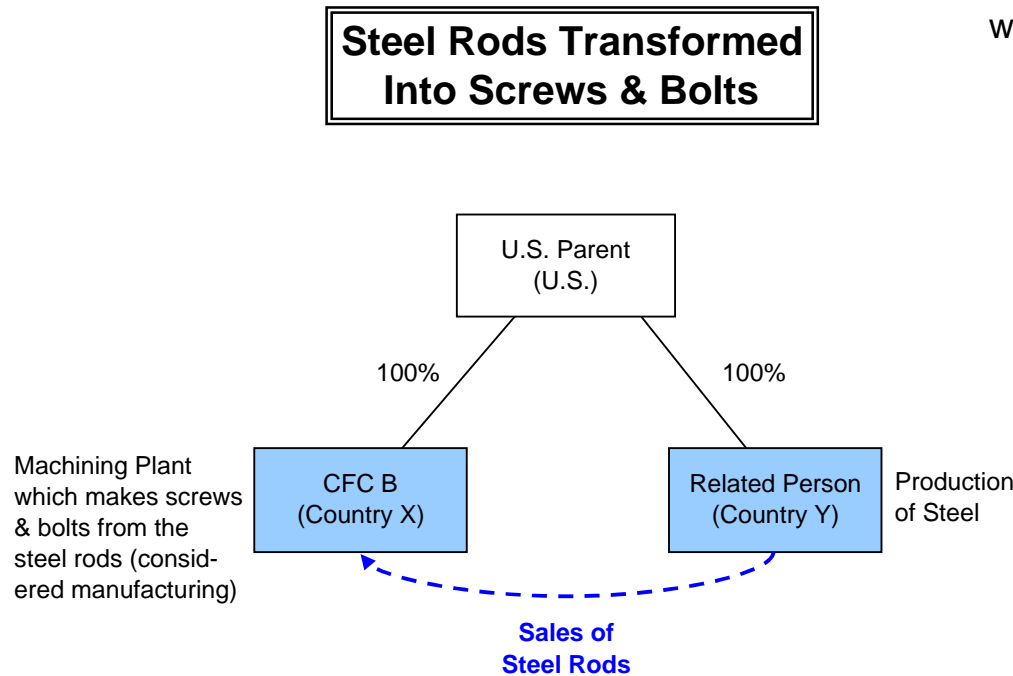 Steel Rods Transformed
Into Screws & Bolts
w
U.S. Parent
(U.S.)
100%
100%
Machining Plant
which makes screws
& bolts from the
steel rods (consid-
ered manufacturing)
CFC B
(Country X)
Related Person
(Country Y)
Production
of Steel
Sales of
Steel Rods